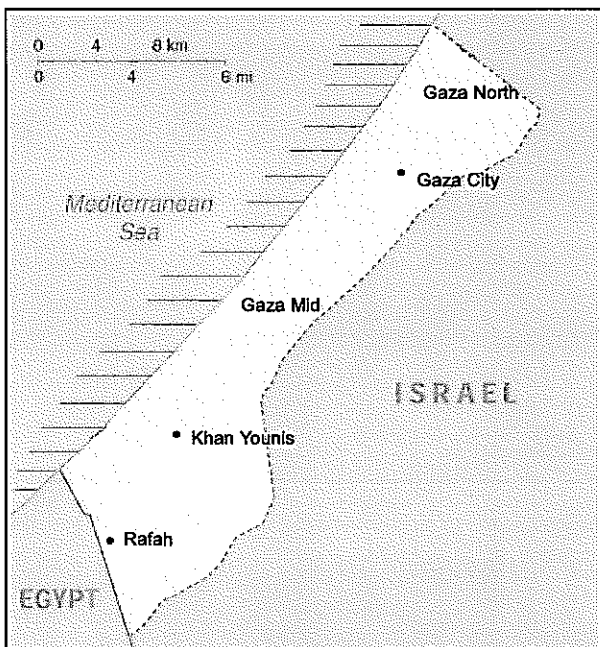 0 4 8 km
0 4 6 mi
Gaza North
Gaza City
Mediterranean
Sea
Gaza Mid
ISRAEL
Khan Younis
Rafah
EGYPT